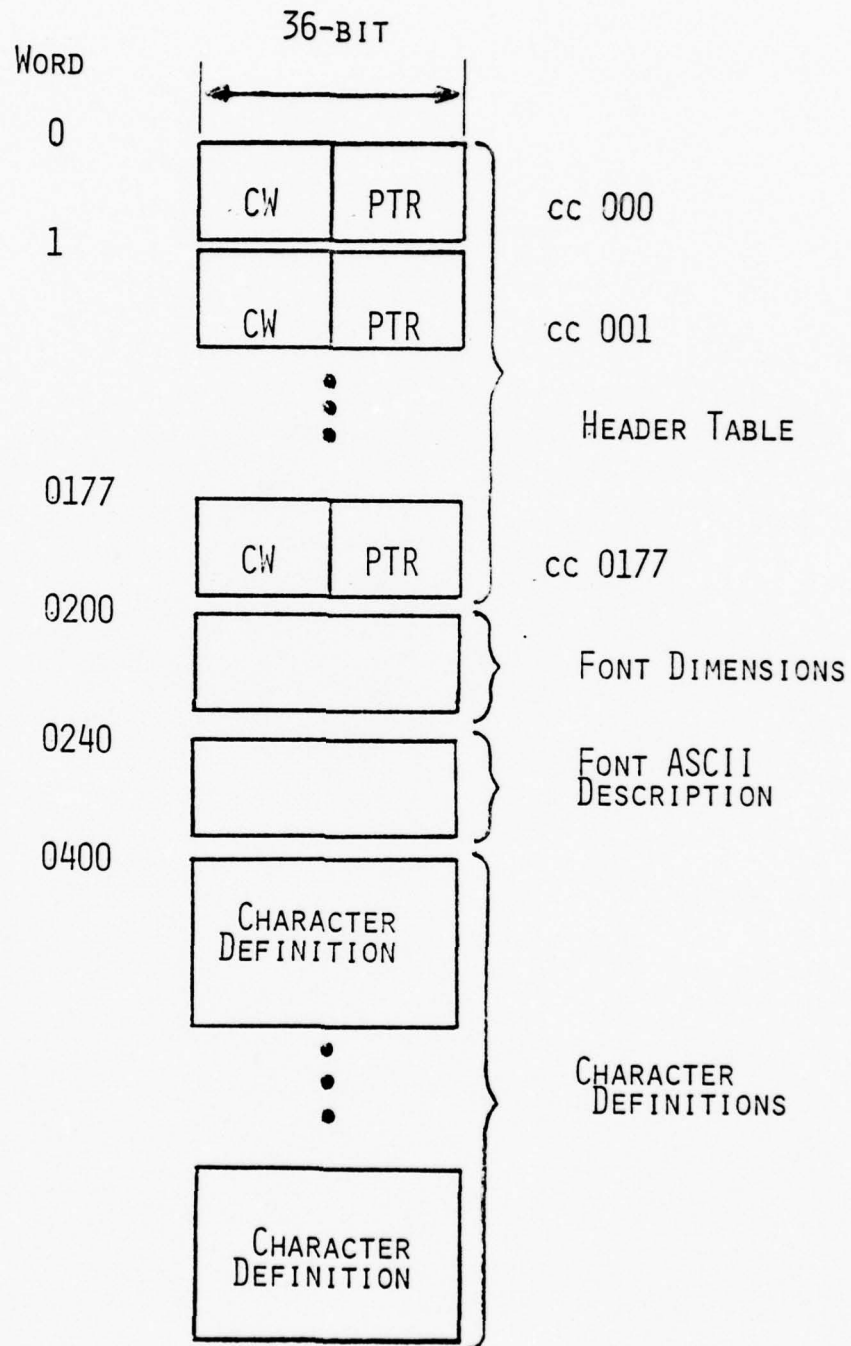 36-BIT
WORD
0
CW PTR cc 000
1
CW PTR cc 001
HEADER TABLE
0177
CW PTR cc 0177
0200
FONT DIMENSIONS
0240
FONT ASCII
DESCRIPTION
0400
CHARACTER
DEFINITION
CHARACTER
DEFINITIONS
CHARACTER
DEFINITION